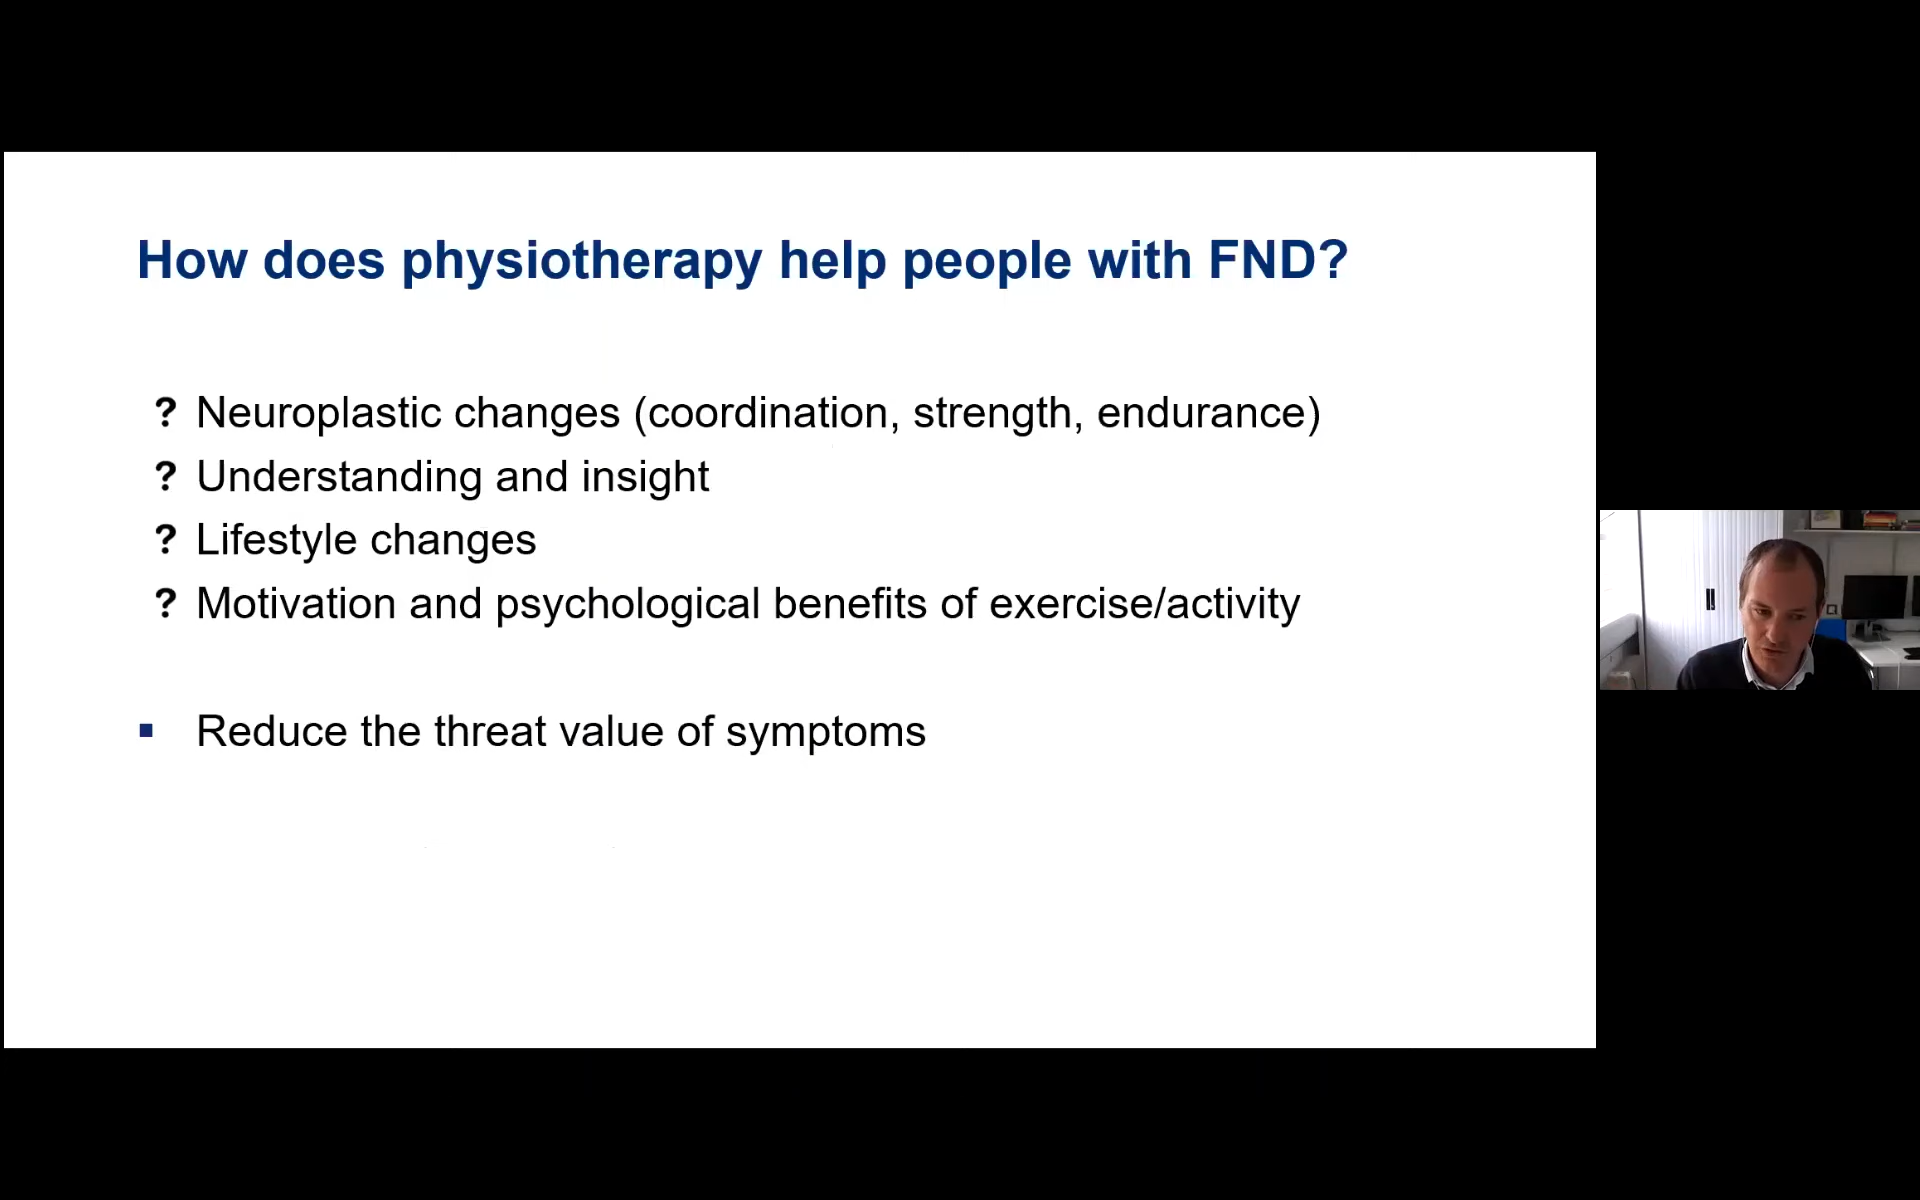 How does physiotherapy help people with FND?
? Neuroplastic changes (coordination, strength, endurance)
? Understanding and insight
? Lifestyle changes
? Motivation and psychological benefits of exercise/activity
▪ Reduce the threat value of symptoms